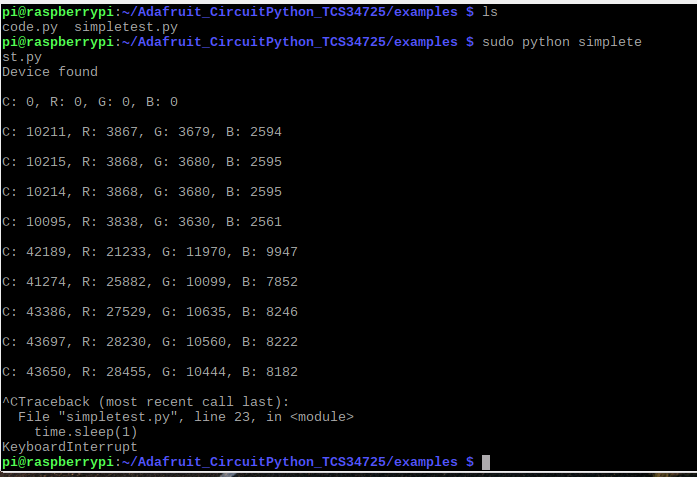 pi@raspberrypi:~/Adafruit_CircuitPython_TCS34725/examples $ ls
code.py  simpletest.py
pi@raspberrypi:~/Adafruit_CircuitPython_TCS34725/examples $ sudo python simplete
st.py
Device found
C: 0, R: 0, G: 0, B: 0
C: 10211, R: 3867, G: 3679, B: 2594
C: 10215, R: 3868, G: 3680, B: 2595
C: 10214, R: 3868, G: 3680, B: 2595
C: 10095, R: 3838, G: 3630, B: 2561
C: 42189, R: 21233, G: 11970, B: 9947
C: 41274, R: 25882, G: 10099, B: 7852
C: 43386, R: 27529, G: 10635, B: 8246
C: 43697, R: 28230, G: 10560, B: 8222
C: 43650, R: 28455, G: 10444, B: 8182
^CTraceback (most recent call last):
  File "simpletest.py", line 23, in <module>
    time.sleep(1)
KeyboardInterrupt
pi@raspberrypi:~/Adafruit_CircuitPython_TCS34725/examples $